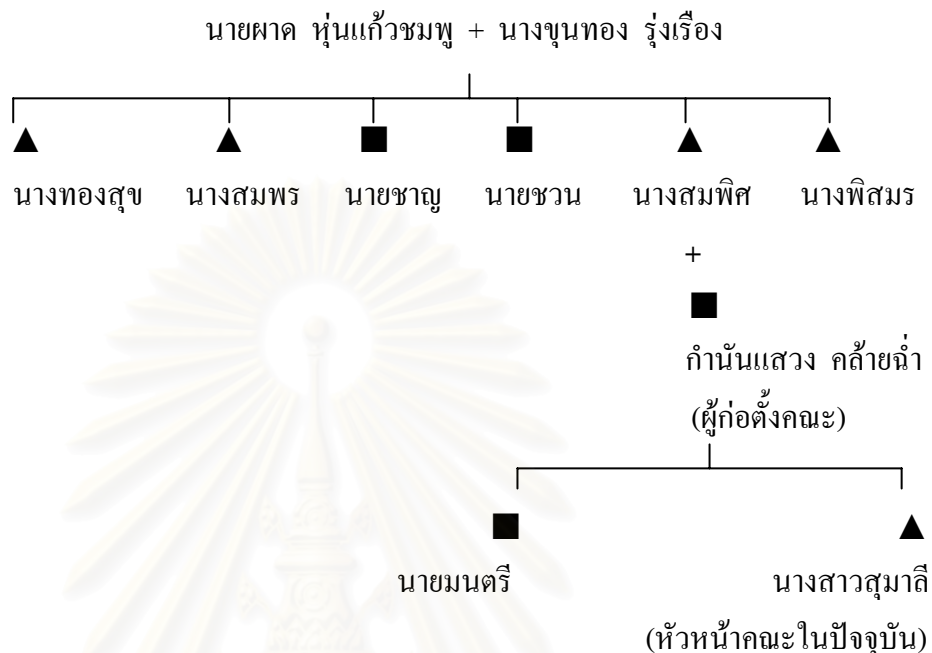 นายผาด หุ่นแก้วชมพู + นางขุนทอง รุ่งเรือง
นางทองสุข นางสมพร นายชาญ นายชวน นางสมพิศ นางพิสมร
+
กำนันแสวง คล้ายฉ่ำ
(ผู้ก่อตั้งคณะ)
นายมนตรี นางสาวสุมาลี
(หัวหน้าคณะในปัจจุบัน)